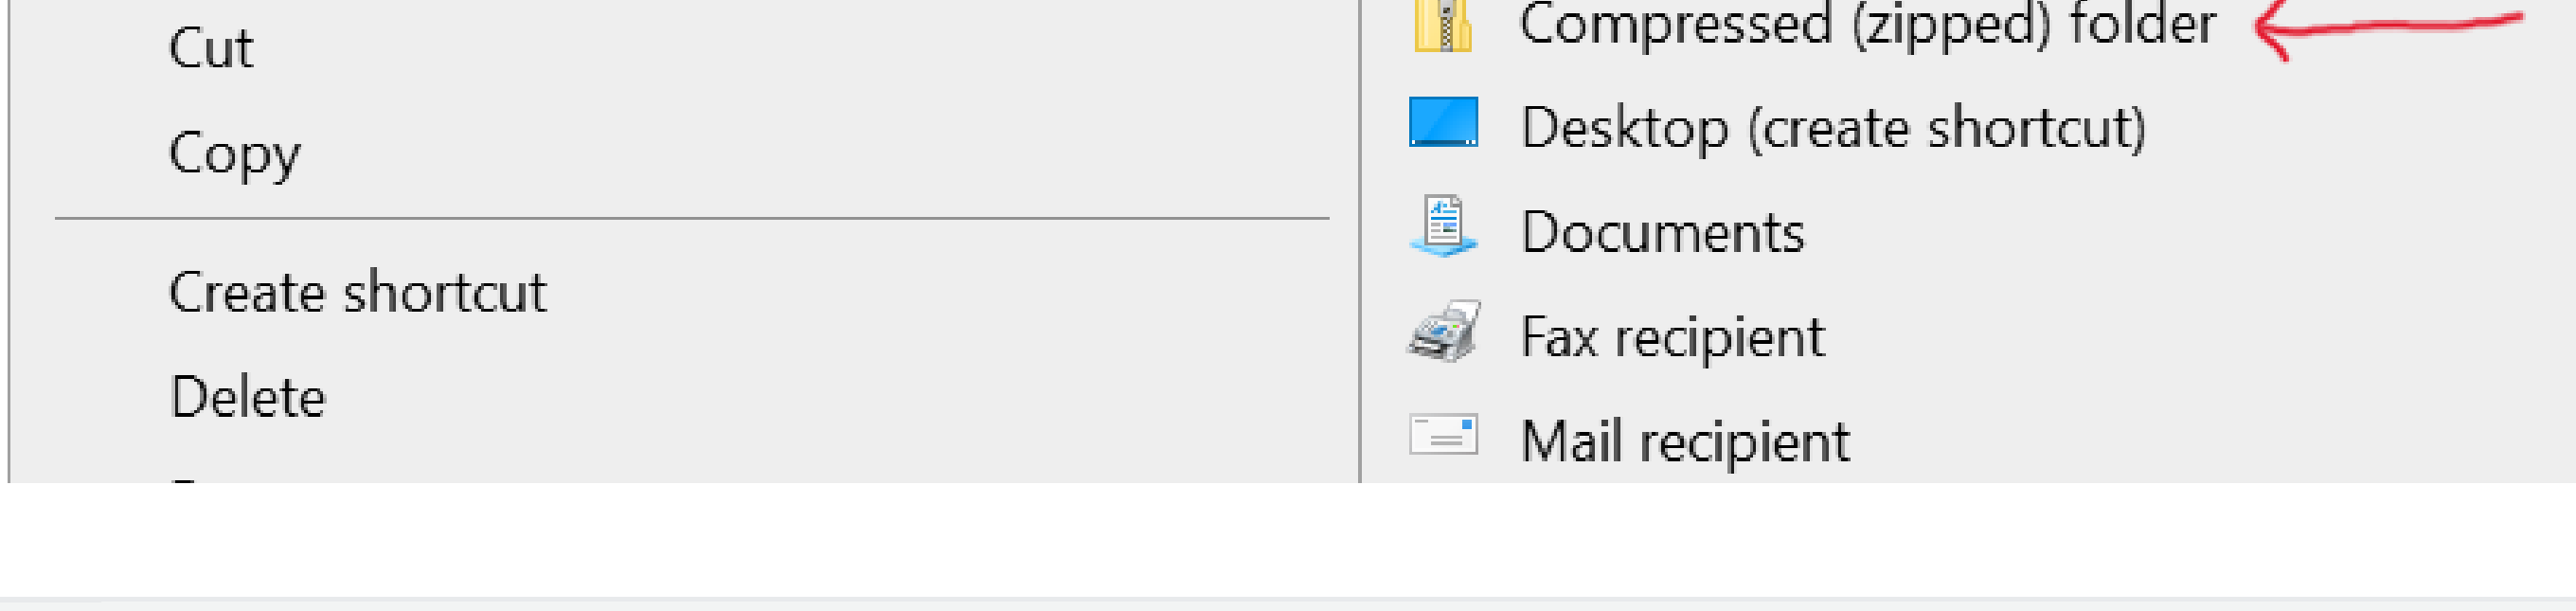 Cut
Copy
Create shortcut
Delete
Compressed (zipped) folder
Desktop (create shortcut)
Documents
Fax recipient
Mail recipient